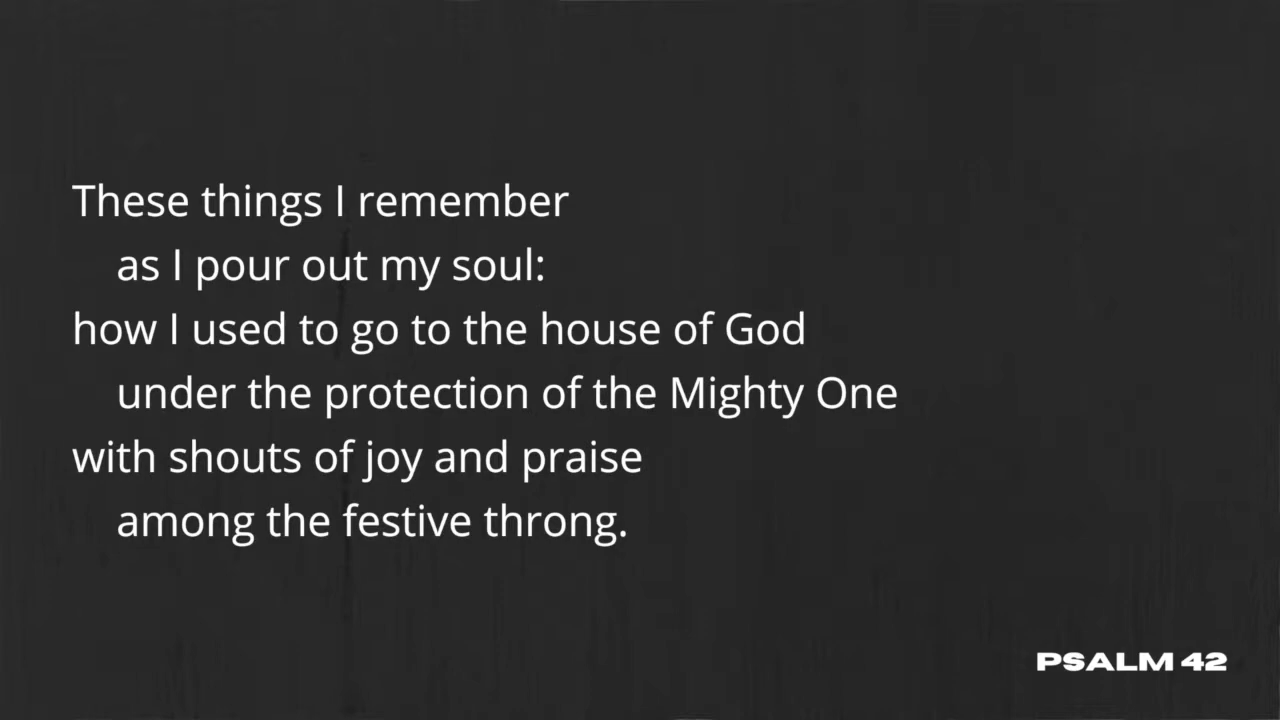 These things I remember
as I pour out my soul:
how I used to go to the house of God
under the protection of the Mighty One
with shouts of joy and praise
among the festive throng.
PSALM 42